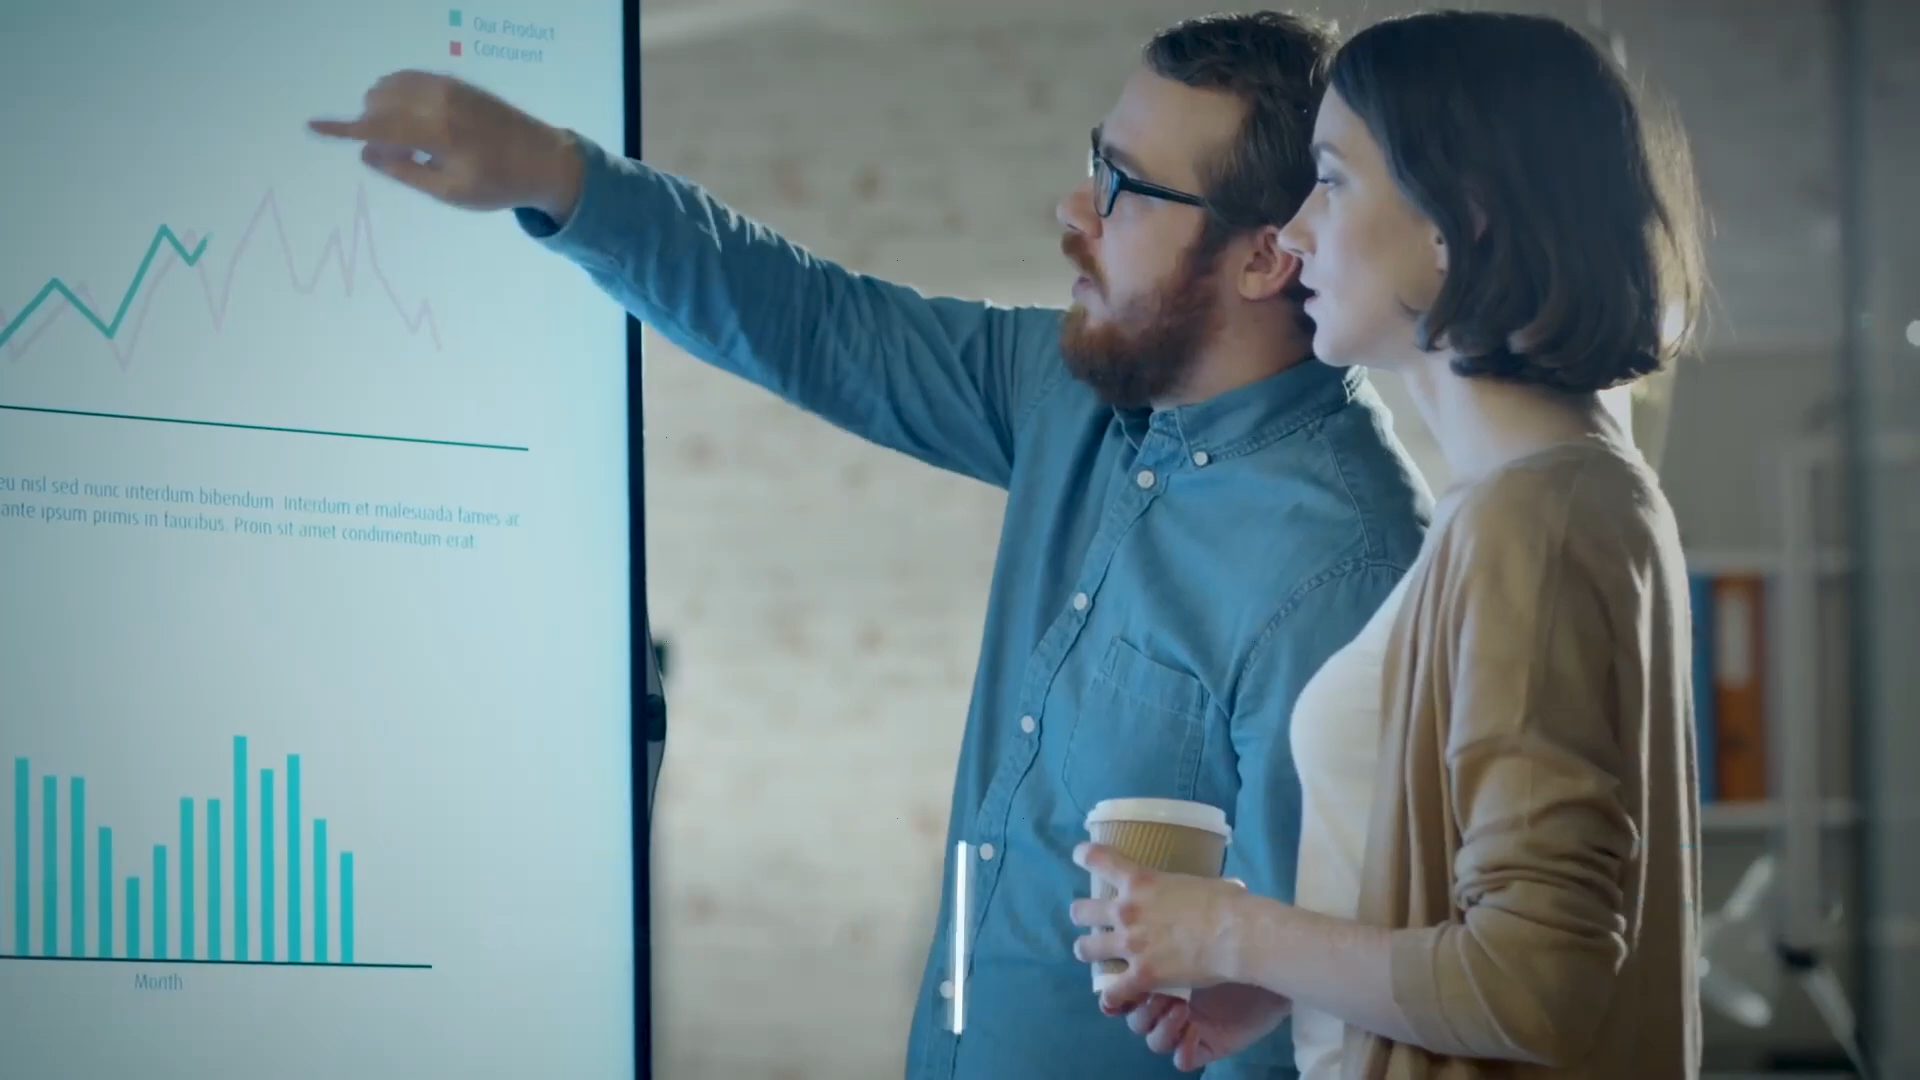 Our Product
Concurent
eu nisl sed nunc interdum bibendum. Interdum et malesuada fames ac
ante ipsum primis in faucibus. Proin sit amet condimentum erat.
Month